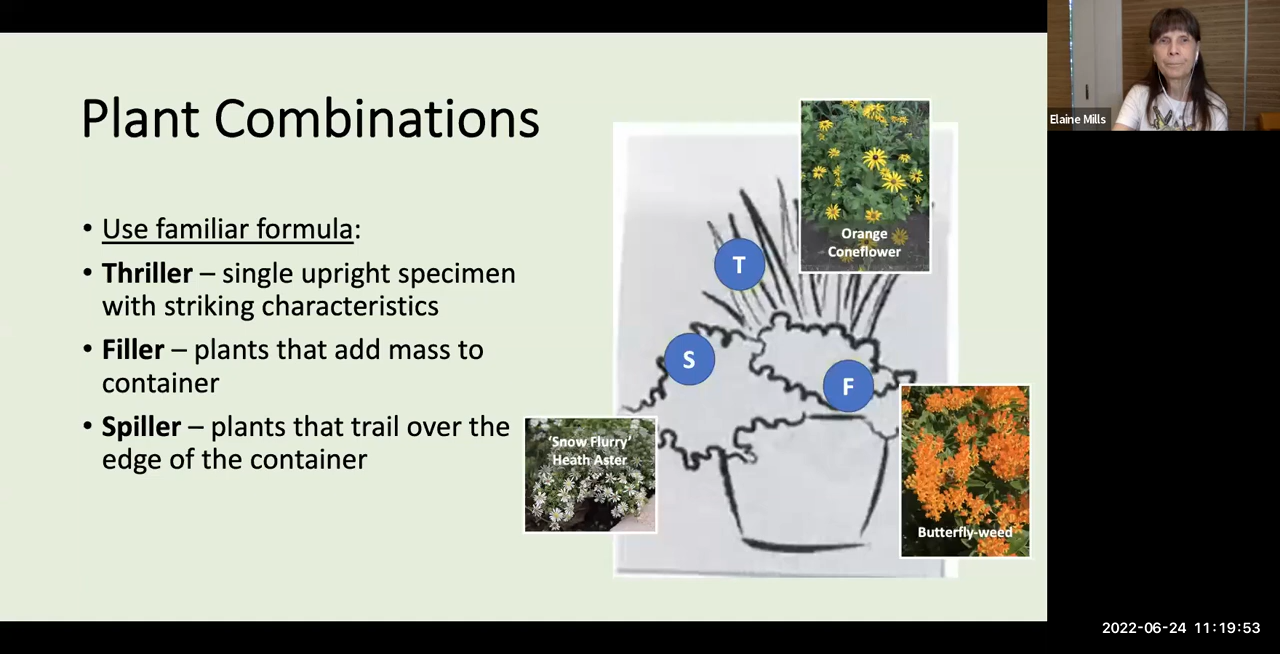 Plant Combinations
• Use familiar formula:
• Thriller – single upright specimen
with striking characteristics
• Filler – plants that add mass to
container
• Spiller – plants that trail over the
edge of the container
T
S
F
Orange
Coneflower
'Snow Flurry'
Heath Aster
Butterfly-weed
Elaine Mills
2022-06-24 11:19:53